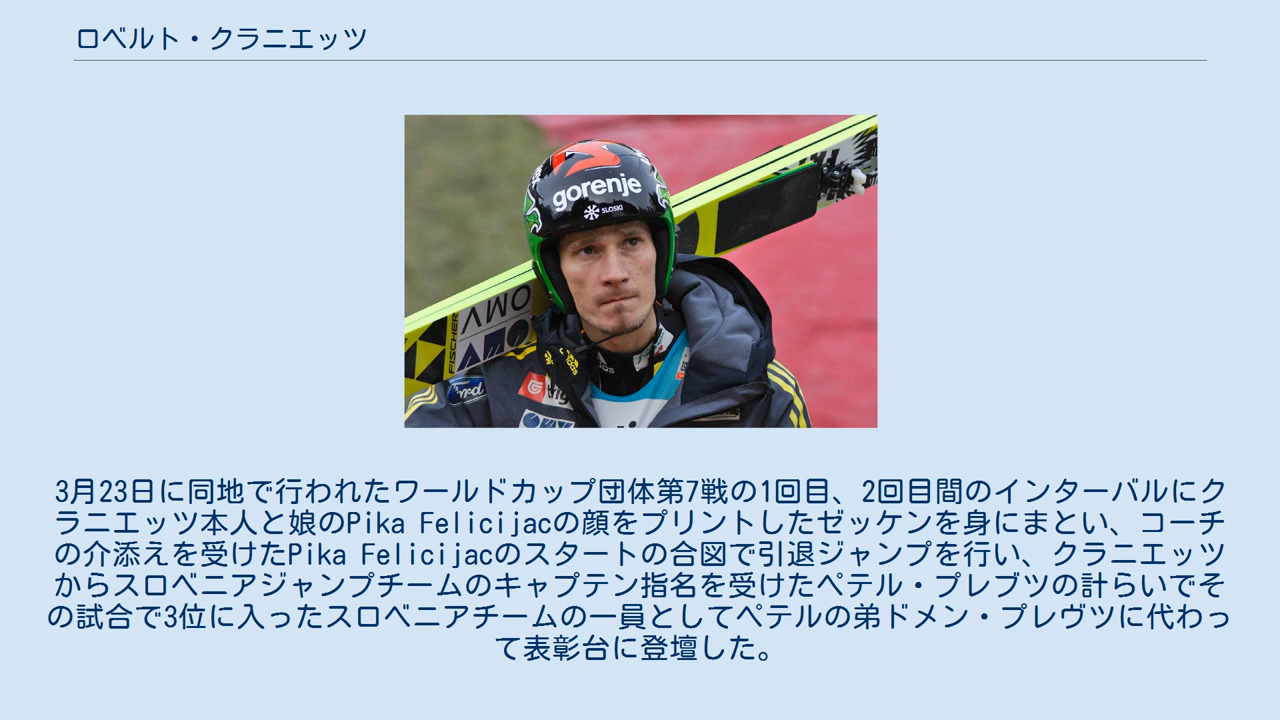 ロベルト・クラニエッツ
gorenje
SLOSKI
OMV
FISCHER
Ford
3月23日に同地で行われたワールドカップ団体第7戦の1回目、2回目間のインターバルにク
ラニエッツ本人と娘のPika Felicijacの顔をプリントしたゼッケンを身にまとい、コーチ
の介添えを受けたPika Felicijacのスタートの合図で引退ジャンプを行い、クラニエッツ
からスロベニアジャンプチームのキャプテン指名を受けたペテル・プレブツの計らいでそ
の試合で3位に入ったスロベニアチームの一員としてペテルの弟ドメン・プレヴツに代わっ
て表彰台に登壇した。